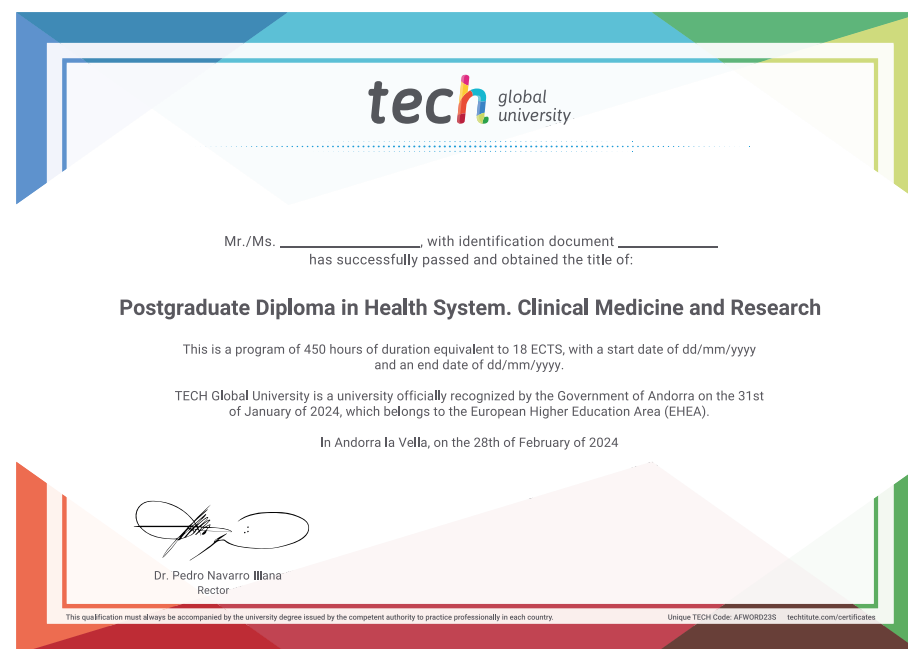 tech global
university
Mr./Ms. ____________________, with identification document ______________
has successfully passed and obtained the title of:
Postgraduate Diploma in Health System. Clinical Medicine and Research
This is a program of 450 hours of duration equivalent to 18 ECTS, with a start date of dd/mm/yyyy
and an end date of dd/mm/yyyy.
TECH Global University is a university officially recognized by the Government of Andorra on the 31st
of January of 2024, which belongs to the European Higher Education Area (EHEA).
In Andorra la Vella, on the 28th of February of 2024
Dr. Pedro Navarro Illana
Rector
This qualification must always be accompanied by the university degree issued by the competent authority to practice professionally in each country. Unique TECH Code: AFWORD23S techtitute.com/certificates